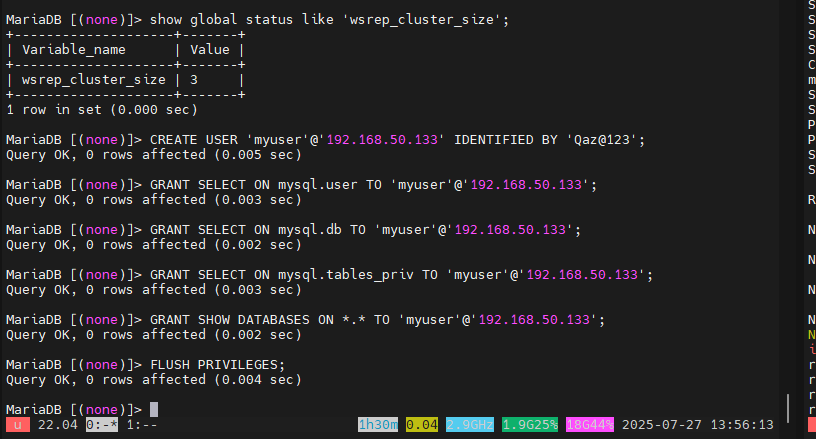 MariaDB [(none)]> show global status like 'wsrep_cluster_size';
+--------------------+-------+
| Variable_name      | Value |
+--------------------+-------+
| wsrep_cluster_size | 3     |
+--------------------+-------+
1 row in set (0.000 sec)
MariaDB [(none)]> CREATE USER 'myuser'@'192.168.50.133' IDENTIFIED BY 'Qaz@123';
Query OK, 0 rows affected (0.005 sec)
MariaDB [(none)]> GRANT SELECT ON mysql.user TO 'myuser'@'192.168.50.133';
Query OK, 0 rows affected (0.003 sec)
MariaDB [(none)]> GRANT SELECT ON mysql.db TO 'myuser'@'192.168.50.133';
Query OK, 0 rows affected (0.002 sec)
MariaDB [(none)]> GRANT SELECT ON mysql.tables_priv TO 'myuser'@'192.168.50.133';
Query OK, 0 rows affected (0.003 sec)
MariaDB [(none)]> GRANT SHOW DATABASES ON *.* TO 'myuser'@'192.168.50.133';
Query OK, 0 rows affected (0.002 sec)
MariaDB [(none)]> FLUSH PRIVILEGES;
Query OK, 0 rows affected (0.004 sec)
MariaDB [(none)]>
u 22.04 0:-* 1:-- 1h30m 0.04 2.9GHz 1.9G25% 18G44% 2025-07-27 13:56:13